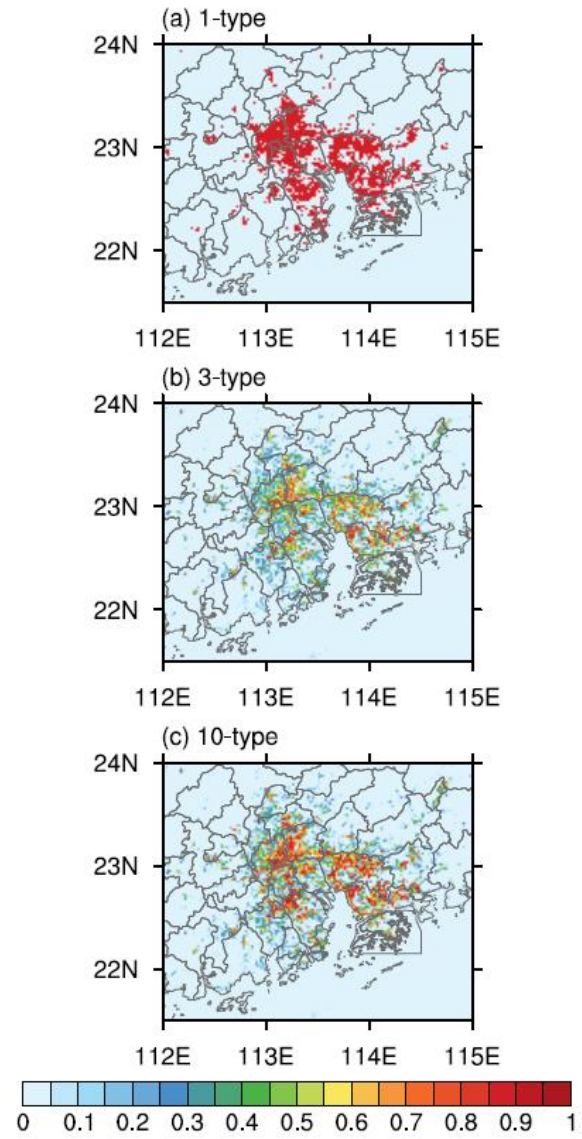 (a) 1-type
24N
23N
22N
112E 113E 114E 115E
(b) 3-type
24N
23N
22N
112E 113E 114E 115E
(c) 10-type
24N
23N
22N
112E 113E 114E 115E
0 0.1 0.2 0.3 0.4 0.5 0.6 0.7 0.8 0.9 1